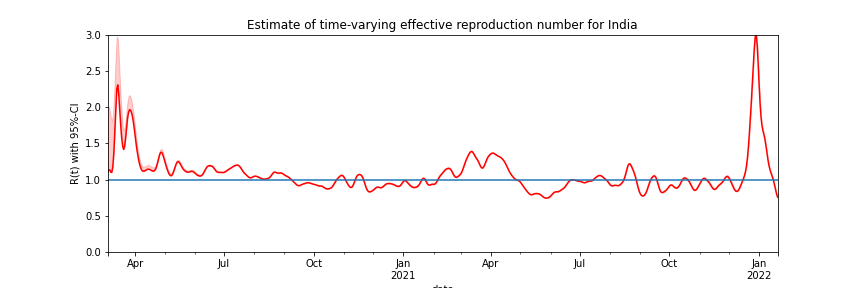 Estimate of time-varying effective reproduction number for India
R(t) with 95%-CI
3.0
2.5
2.0
1.5
1.0
0.5
0.0
Apr Jul Oct Jan Apr Jul Oct Jan
2021 2022